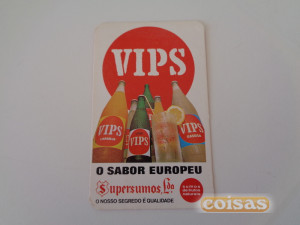 VIPS
VIPS
VIPS
VIPS
O SABOR EUROPEU
Supersumos, Lda
O NOSSO SEGREDO É QUALIDADE
coisas